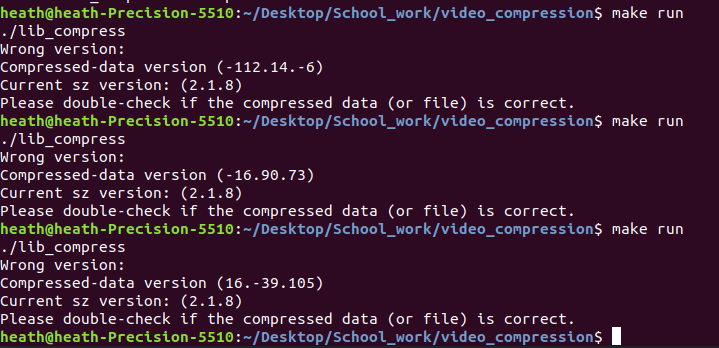 heath@heath-Precision-5510:~/Desktop/School_work/video_compression$ make run
./lib_compress
Wrong version:
Compressed-data version (-112.14.-6)
Current sz version: (2.1.8)
Please double-check if the compressed data (or file) is correct.
heath@heath-Precision-5510:~/Desktop/School_work/video_compression$ make run
./lib_compress
Wrong version:
Compressed-data version (-16.90.73)
Current sz version: (2.1.8)
Please double-check if the compressed data (or file) is correct.
heath@heath-Precision-5510:~/Desktop/School_work/video_compression$ make run
./lib_compress
Wrong version:
Compressed-data version (16.-39.105)
Current sz version: (2.1.8)
Please double-check if the compressed data (or file) is correct.
heath@heath-Precision-5510:~/Desktop/School_work/video_compression$